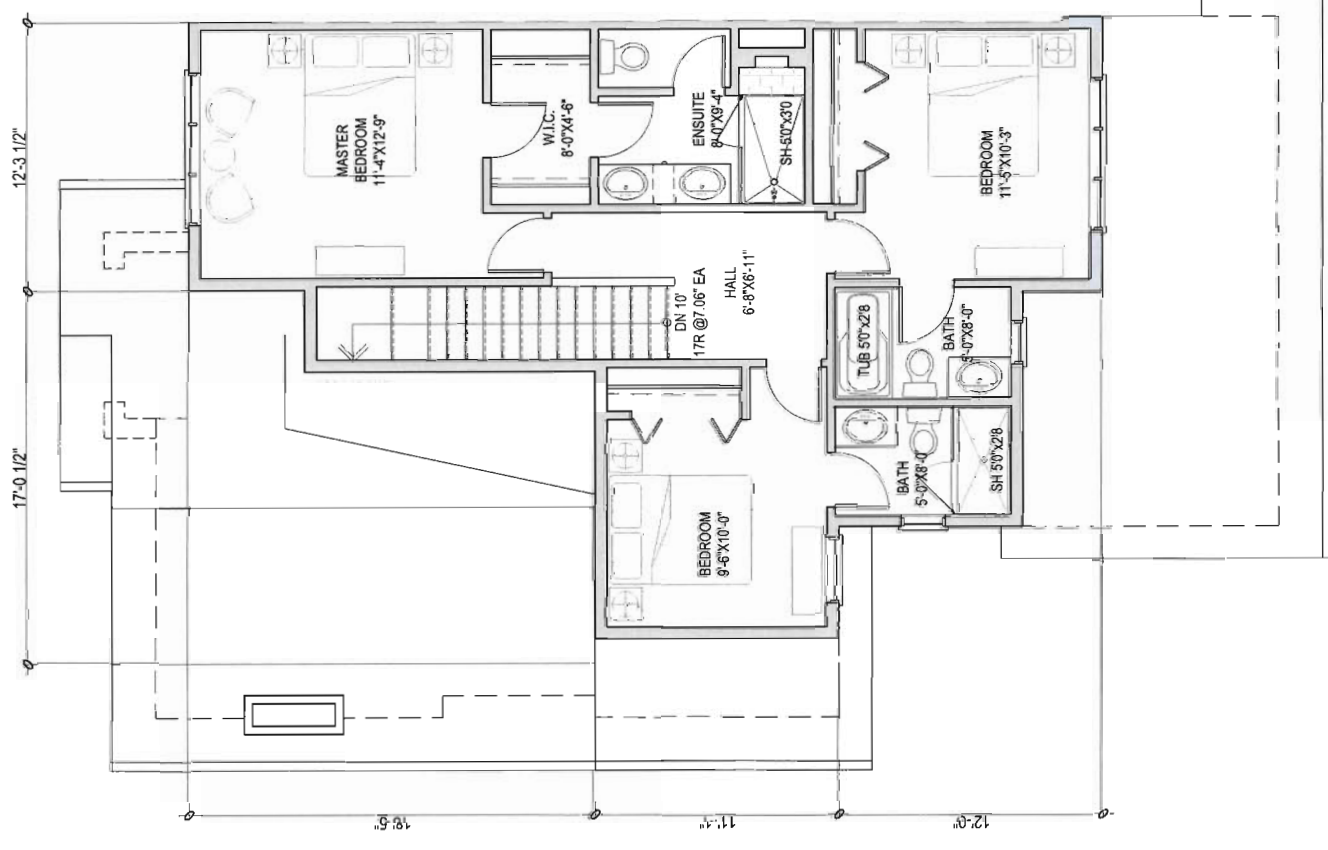 12'-3 1/2"
17'-0 1/2"
MASTER
BEDROOM
11'-4"X12'-9"
W.I.C.
8'-0"X4'-6"
ENSUITE
8'-0"X9'-4"
SH-5'0"x3'0
BEDROOM
11'-5"X10'-3"
DN 10'
17R @7.06" EA
HALL
6'-8"X6'-11"
TUB 5'0"x2'8
BATH
5'-0"X8'-0"
BATH
5'-0"X8'-0
SH 5'0"x2'8
BEDROOM
9'-6"X10'-0"
18'-5"
11'-1"
12'-0"